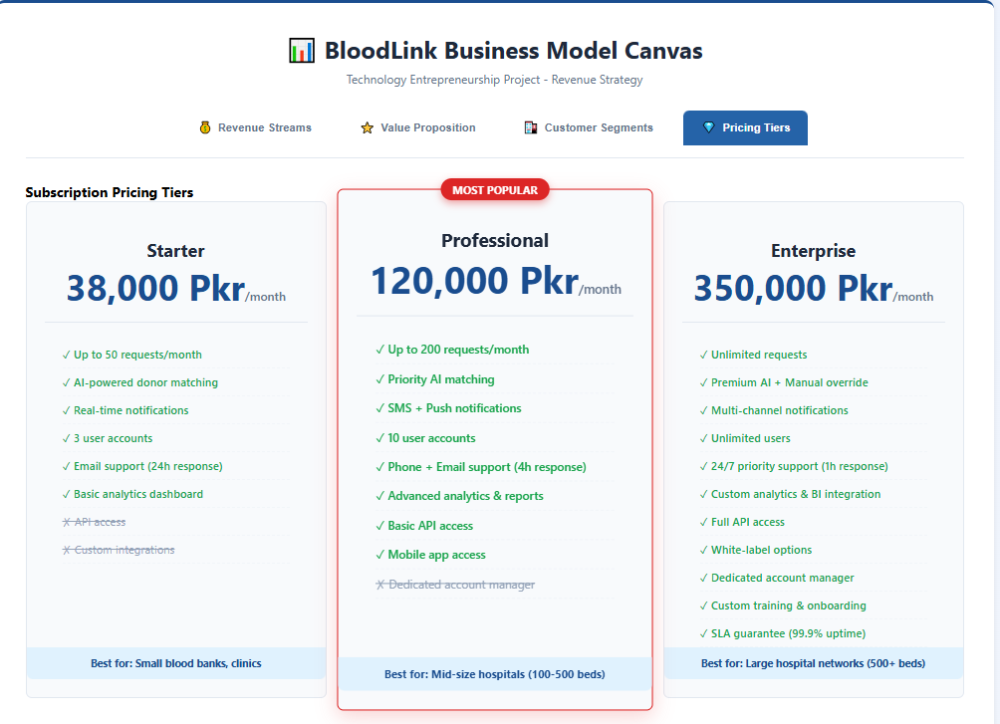 BloodLink Business Model Canvas
Technology Entrepreneurship Project - Revenue Strategy
Revenue Streams
Value Proposition
Customer Segments
Pricing Tiers
Subscription Pricing Tiers
Starter
38,000 Pkr/month
✓ Up to 50 requests/month
✓ AI-powered donor matching
✓ Real-time notifications
✓ 3 user accounts
✓ Email support (24h response)
✓ Basic analytics dashboard
✗ API access
✗ Custom integrations
Best for: Small blood banks, clinics
MOST POPULAR
Professional
120,000 Pkr/month
✓ Up to 200 requests/month
✓ Priority AI matching
✓ SMS + Push notifications
✓ 10 user accounts
✓ Phone + Email support (4h response)
✓ Advanced analytics & reports
✓ Basic API access
✓ Mobile app access
✗ Dedicated account manager
Best for: Mid-size hospitals (100-500 beds)
Enterprise
350,000 Pkr/month
✓ Unlimited requests
✓ Premium AI + Manual override
✓ Multi-channel notifications
✓ Unlimited users
✓ 24/7 priority support (1h response)
✓ Custom analytics & BI integration
✓ Full API access
✓ White-label options
✓ Dedicated account manager
✓ Custom training & onboarding
✓ SLA guarantee (99.9% uptime)
Best for: Large hospital networks (500+ beds)